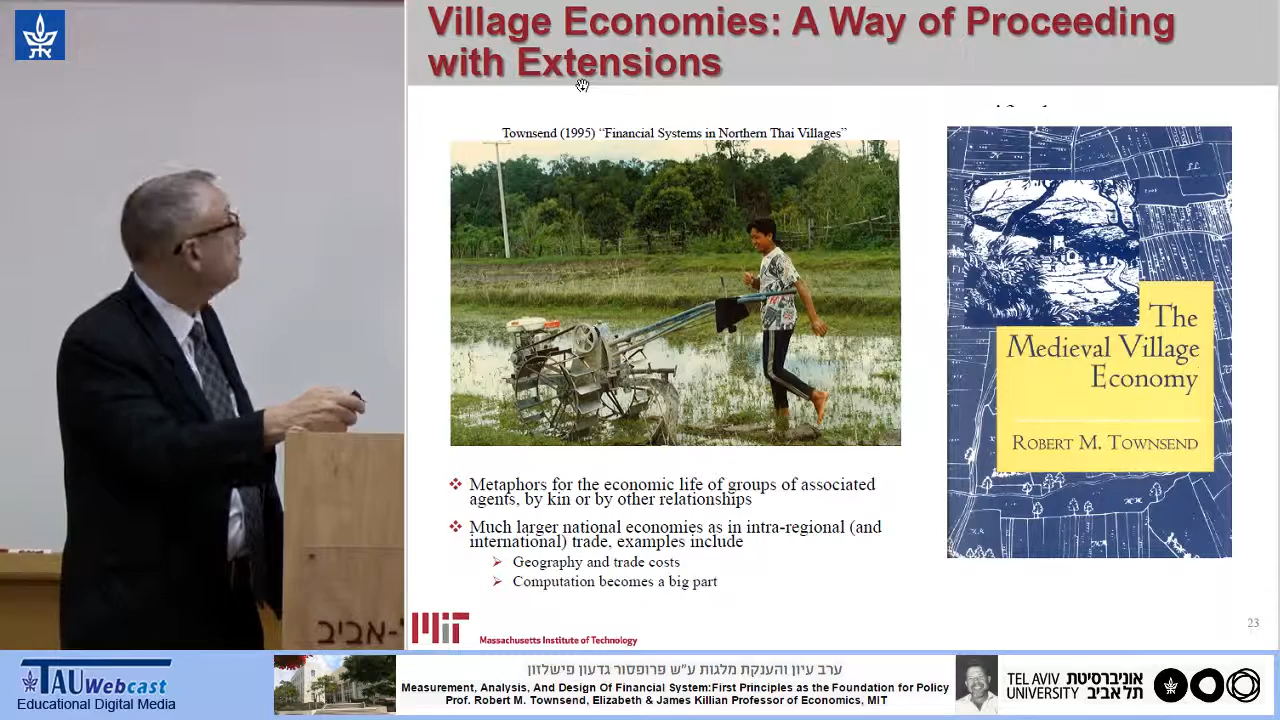 Village Economies: A Way of Proceeding
with Extensions
Townsend (1995) “Financial Systems in Northern Thai Villages”
The
Medieval Village
Economy
ROBERT M. TOWNSEND
❖ Metaphors for the economic life of groups of associated
agents, by kin or by other relationships
❖ Much larger national economies as in intra-regional (and
international) trade, examples include
➢ Geography and trade costs
➢ Computation becomes a big part
MIT Massachusetts Institute of Technology
23
-אביב
TAU Webcast
Educational Digital Media
ערב עיון והענקת מלגות ע"ש פרופסור גדעון פישלזון
Measurement, Analysis, And Design Of Financial System:First Principles as the Foundation for Policy
Prof. Robert M. Townsend, Elizabeth & James Killian Professor of Economics, MIT
TEL AVIV אוניברסיטת
UNIVERSITY תל אביב